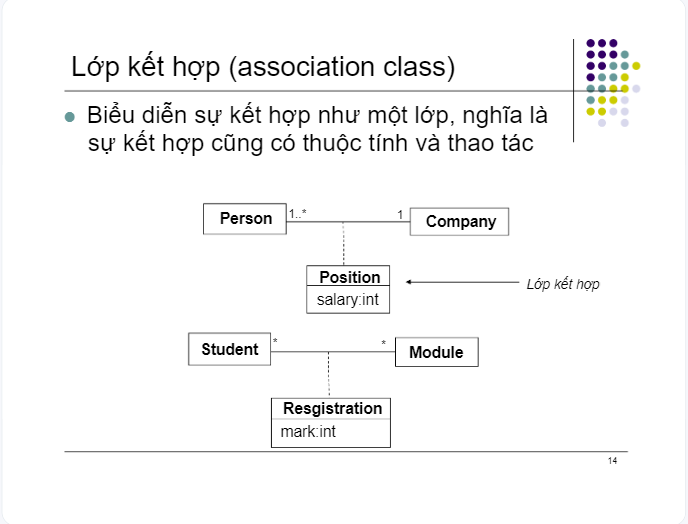 Lớp kết hợp (association class)
Biểu diễn sự kết hợp như một lớp, nghĩa là
sự kết hợp cũng có thuộc tính và thao tác
Person 1..* 1 Company
Position
salary:int
Lớp kết hợp
Student * * Module
Resgistration
mark:int
14